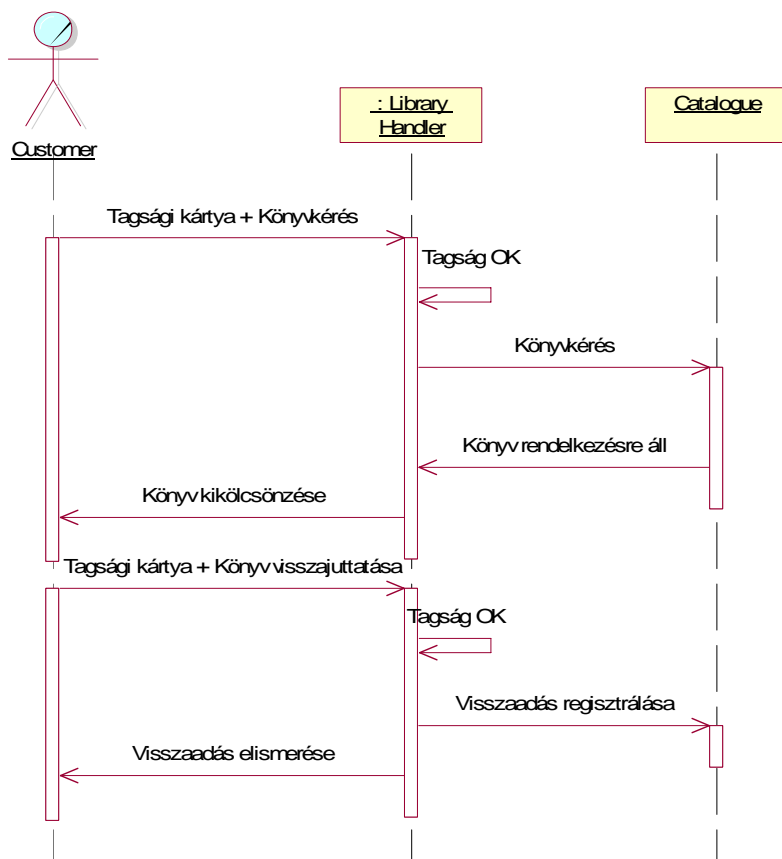 Customer
: Library
Handler
Catalogue
Tagsági kártya + Könyvkérés
Tagság OK
Könyvkérés
Könyv rendelkezésre áll
Könyv kikölcsönzése
Tagsági kártya + Könyv visszajuttatása
Tagság OK
Visszaadás regisztrálása
Visszaadás elismerése